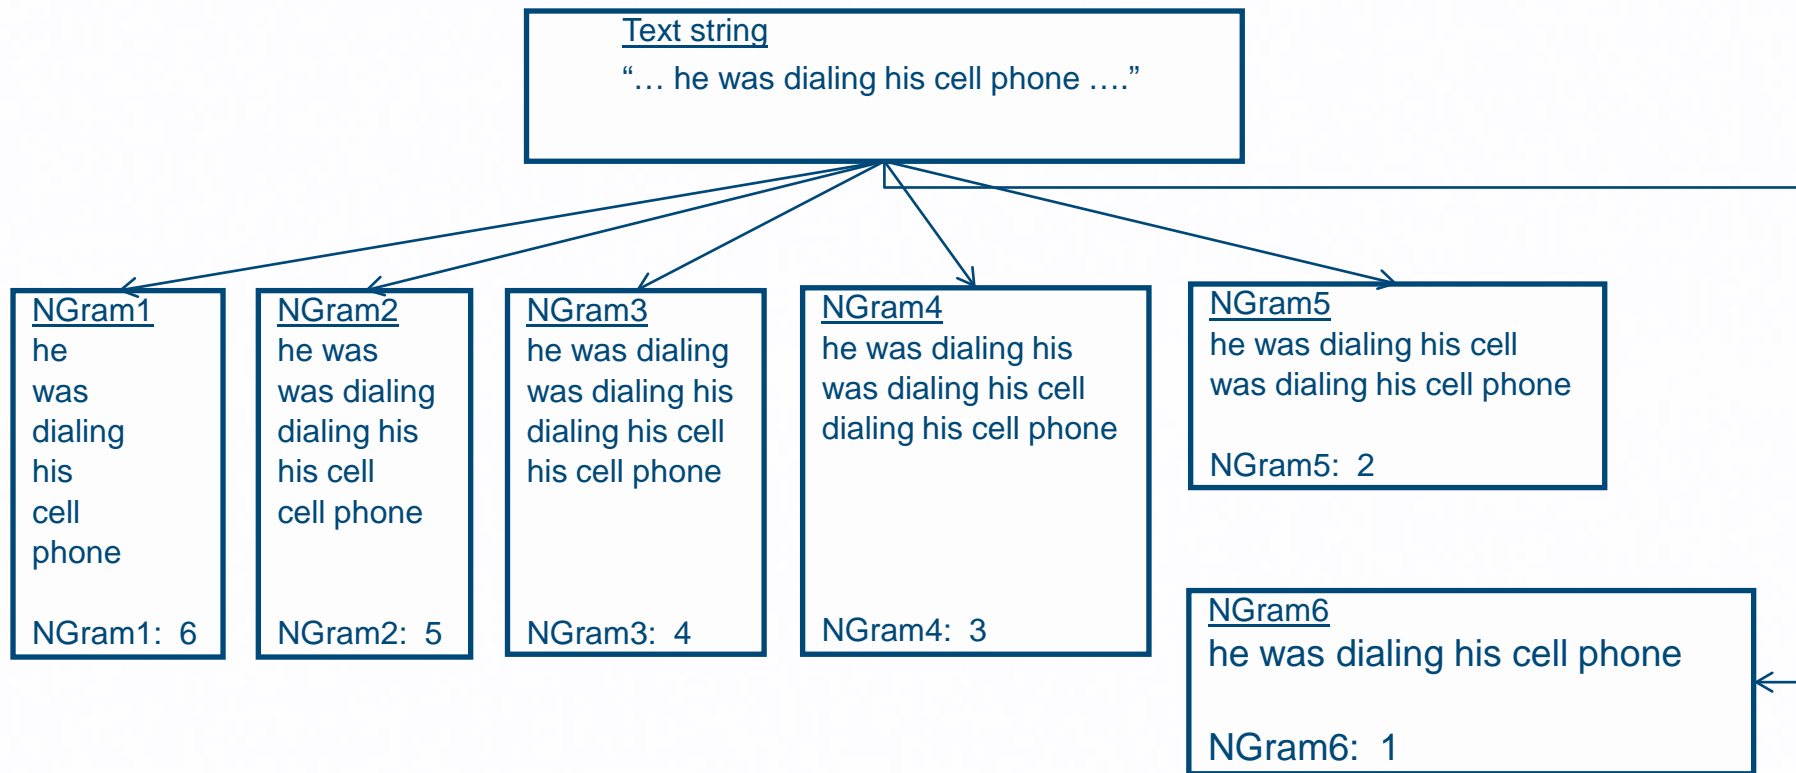 Text string
“… he was dialing his cell phone ….”
NGram1
he
was
dialing
his
cell
phone
NGram1: 6
NGram2
he was
was dialing
dialing his
his cell
cell phone
NGram2: 5
NGram3
he was dialing
was dialing his
dialing his cell
his cell phone
NGram3: 4
NGram4
he was dialing his
was dialing his cell
dialing his cell phone
NGram4: 3
NGram5
he was dialing his cell
was dialing his cell phone
NGram5: 2
NGram6
he was dialing his cell phone
NGram6: 1